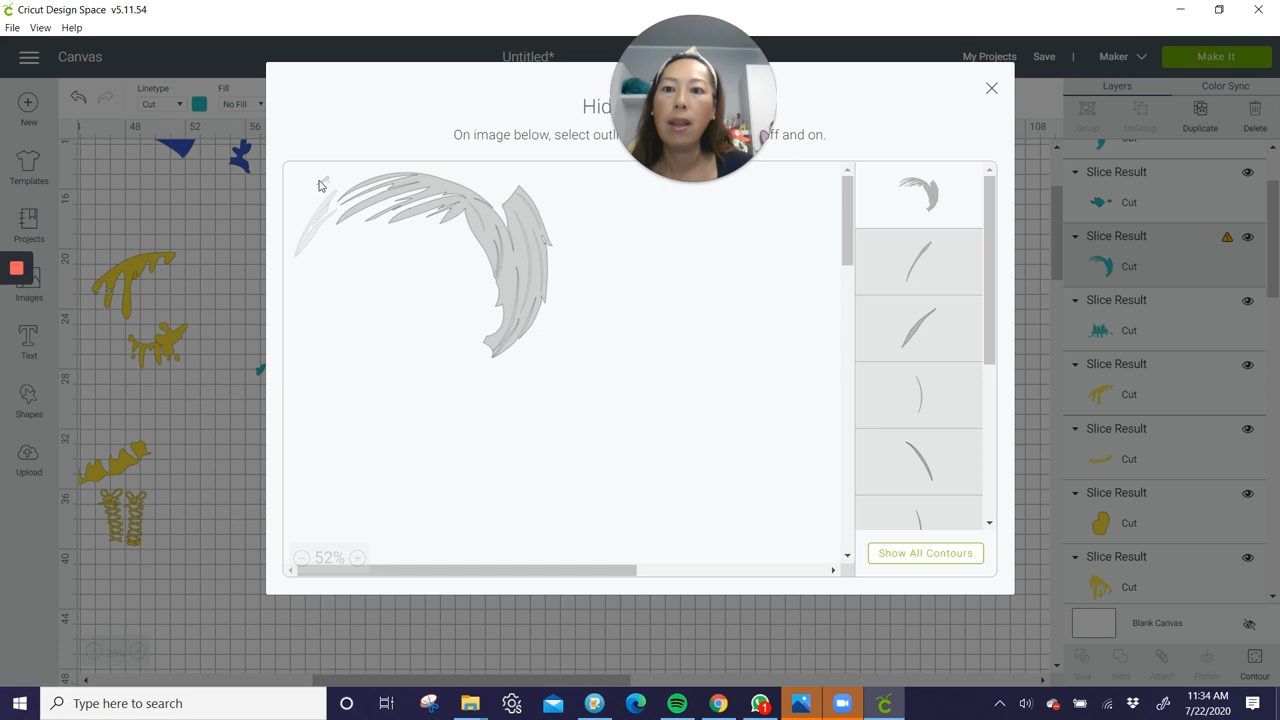 Cricut Design Space v5.11.54
File View Help
Canvas
Untitled*
My Projects Save | Maker Make It
Linetype
Cut
Fill
No Fill
New
Templates
Projects
Images
Text
Shapes
Upload
48 52 56 108
16
20
24
28
32
36
40
44
48
25%
Hid
On image below, select outli ff and on.
52%
Show All Contours
Layers Color Sync
Group UnGroup Duplicate Delete
Cut
Slice Result
Cut
Slice Result
Cut
Slice Result
Cut
Slice Result
Cut
Slice Result
Cut
Slice Result
Cut
Slice Result
Cut
Blank Canvas
Slice Weld Attach Flatten Contour
Type here to search
1
11:34 AM
7/22/2020